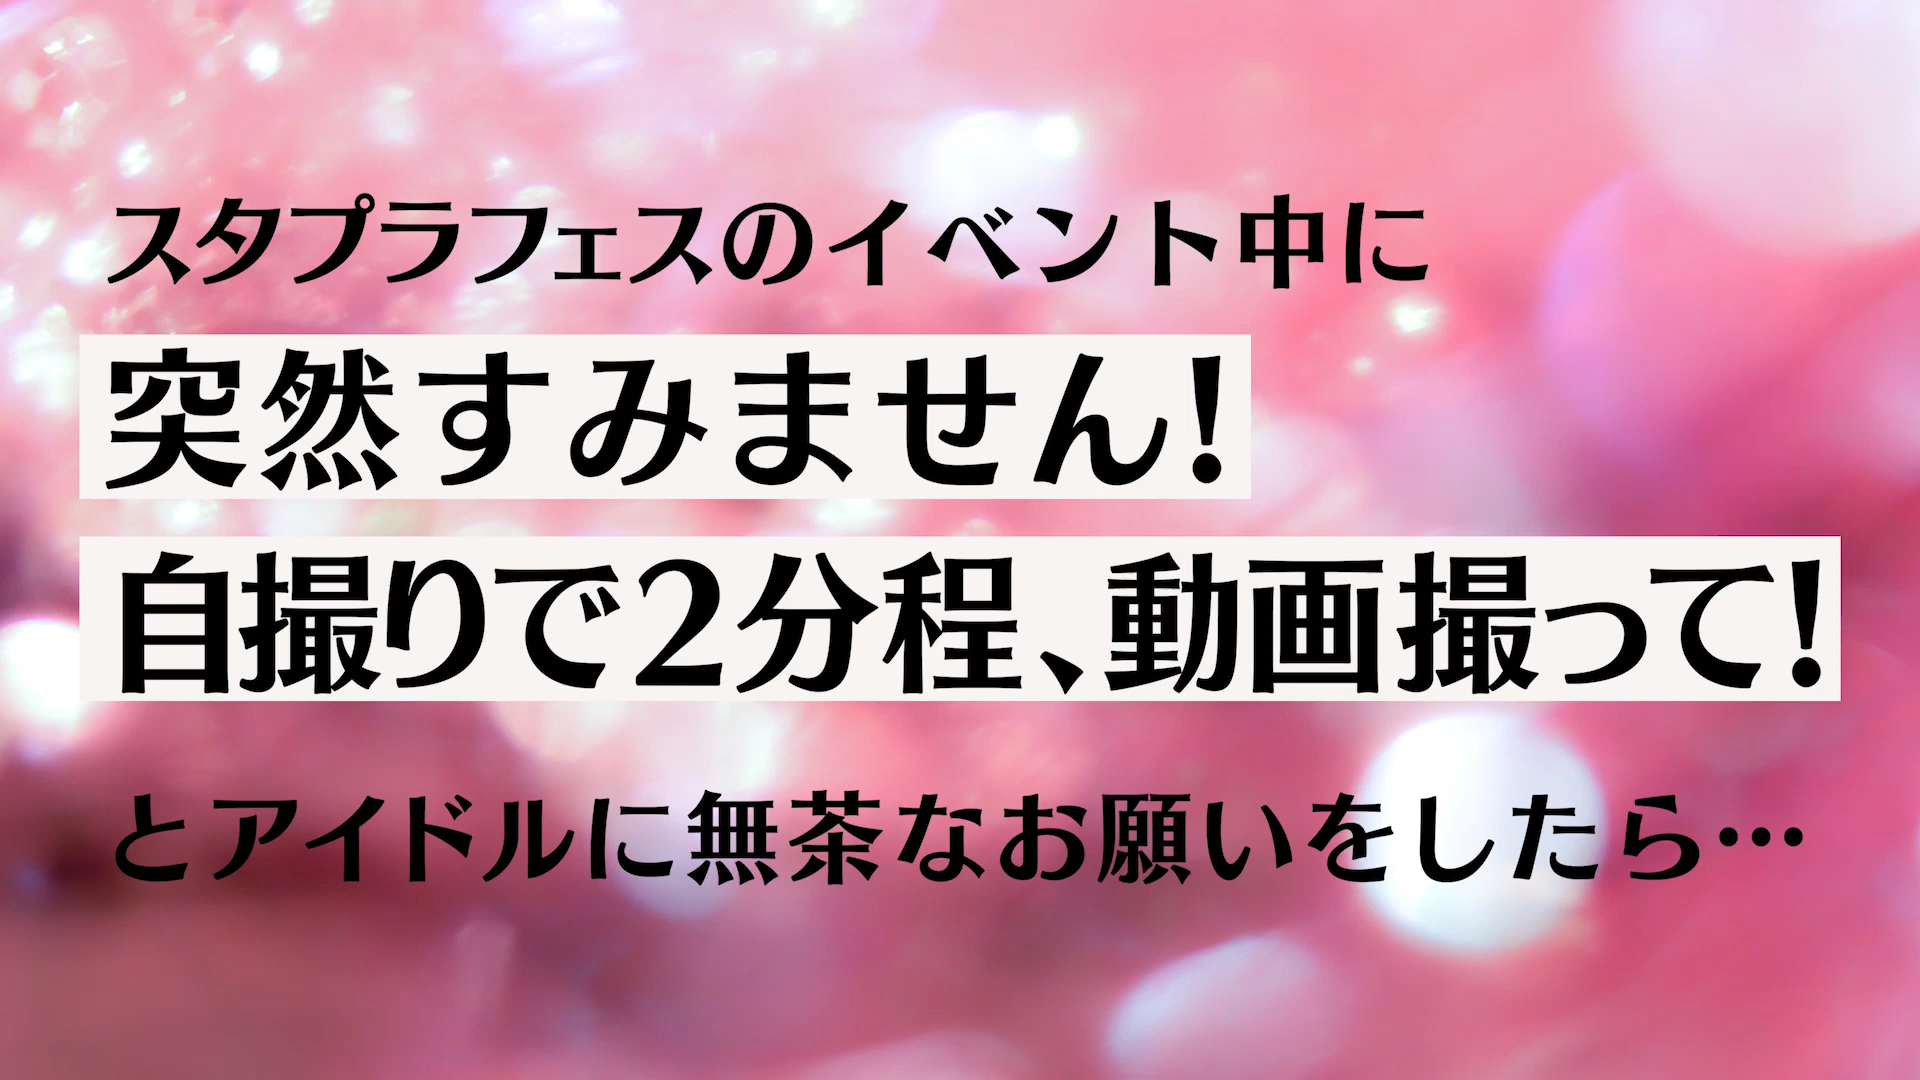 スタプラフェスのイベント中に
突然すみません!
自撮りで2分程、動画撮って!
とアイドルに無茶なお願いをしたら…